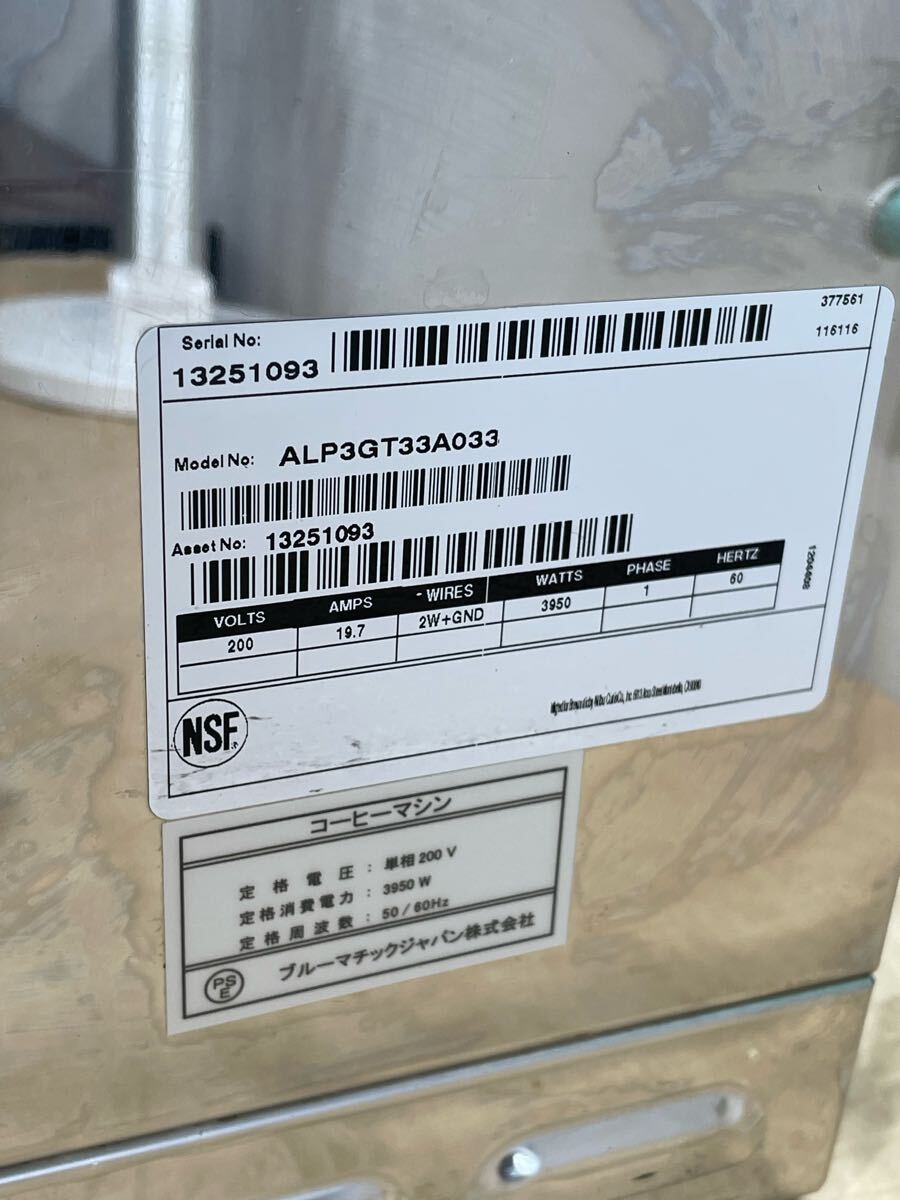 377561
Serial No:
116116
13251093
Model No: ALP3GT33A033
Asset No: 13251093
VOLTS AMPS WIRES WATTS PHASE HERTZ
200 19.7 2W+GND 3950 1 60
NSF
コーヒーマシン
定格電圧：単相200V
定格消費電力：3950W
定格周波数：50/60Hz
PSE
ブルーマチックジャパン株式会社